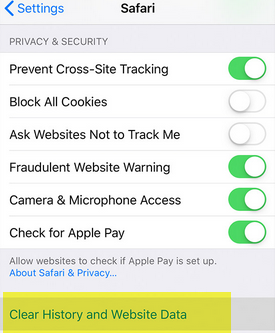 Settings
Safari
PRIVACY & SECURITY
Prevent Cross-Site Tracking
Block All Cookies
Ask Websites Not to Track Me
Fraudulent Website Warning
Camera & Microphone Access
Check for Apple Pay
Allow websites to check if Apple Pay is set up.
About Safari & Privacy...
Clear History and Website Data